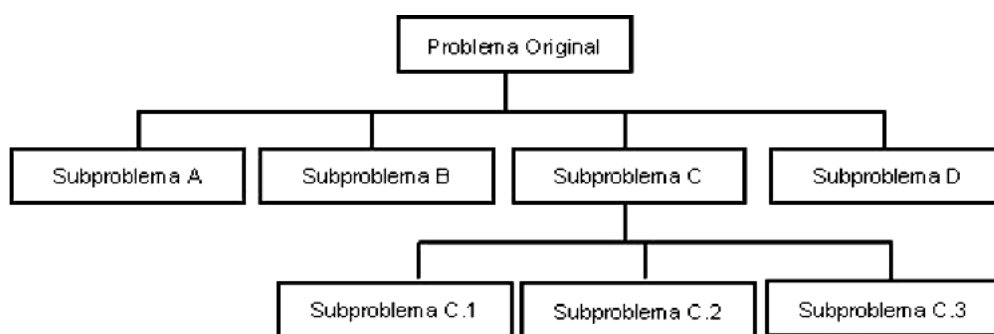 Problema Original
Subproblema A
Subproblema B
Subproblema C
Subproblema D
Subproblema C.1
Subproblema C.2
Subproblema C.3